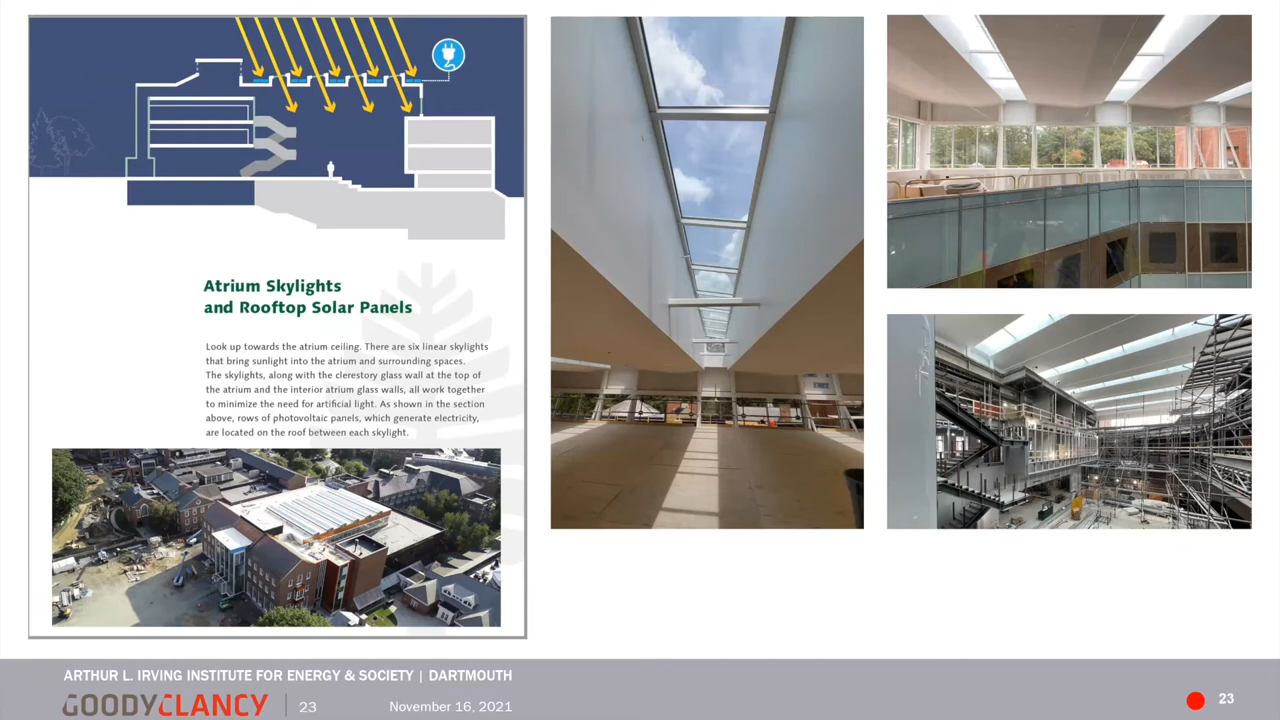 Atrium Skylights
and Rooftop Solar Panels
Look up towards the atrium ceiling. There are six linear skylights
that bring sunlight into the atrium and surrounding spaces.
The skylights, along with the clerestory glass wall at the top of
the atrium and the interior atrium glass walls, all work together
to minimize the need for artificial light. As shown in the section
above, rows of photovoltaic panels, which generate electricity,
are located on the roof between each skylight.
ARTHUR L. IRVING INSTITUTE FOR ENERGY & SOCIETY | DARTMOUTH
GOODYCLANCY | 23 November 16, 2021
23